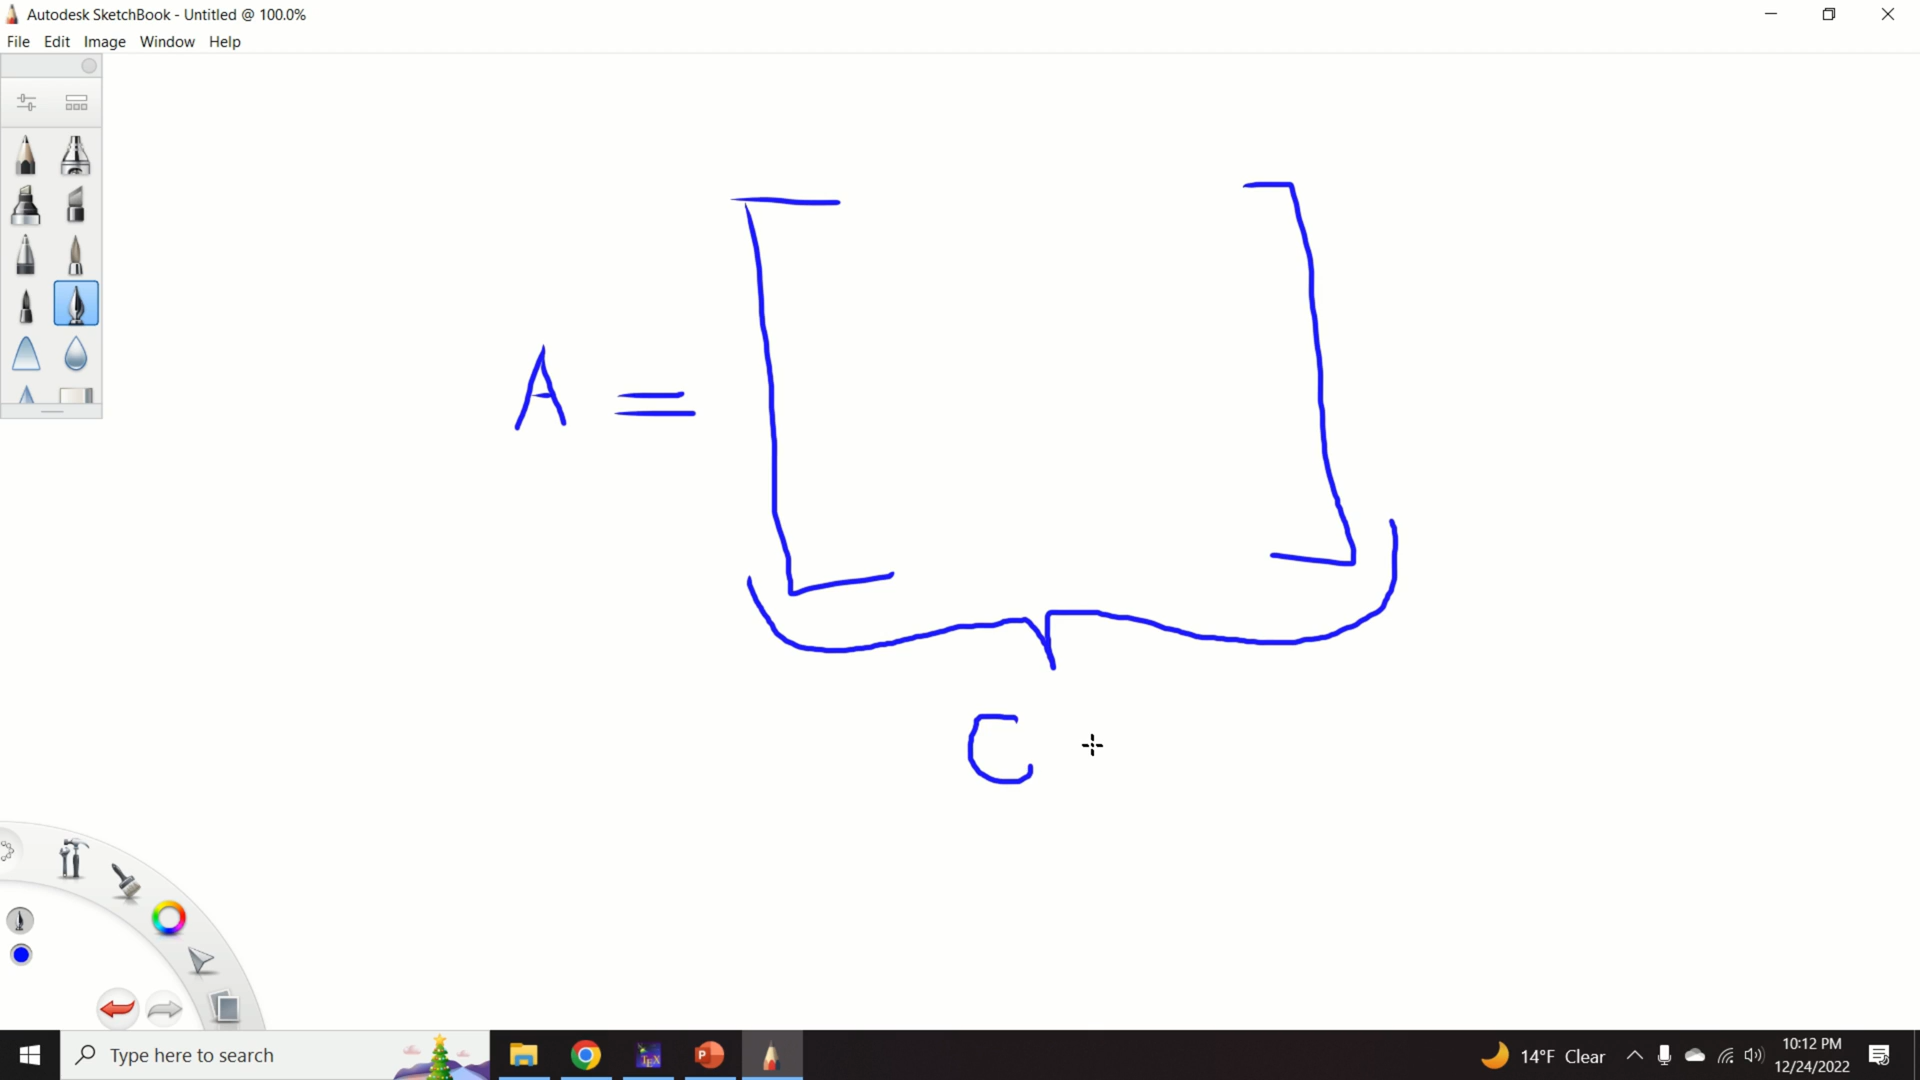 Autodesk SketchBook - Untitled @ 100.0%
File Edit Image Window Help
A = [ ]
C
Type here to search
TEX
P
14°F Clear
10:12 PM
12/24/2022